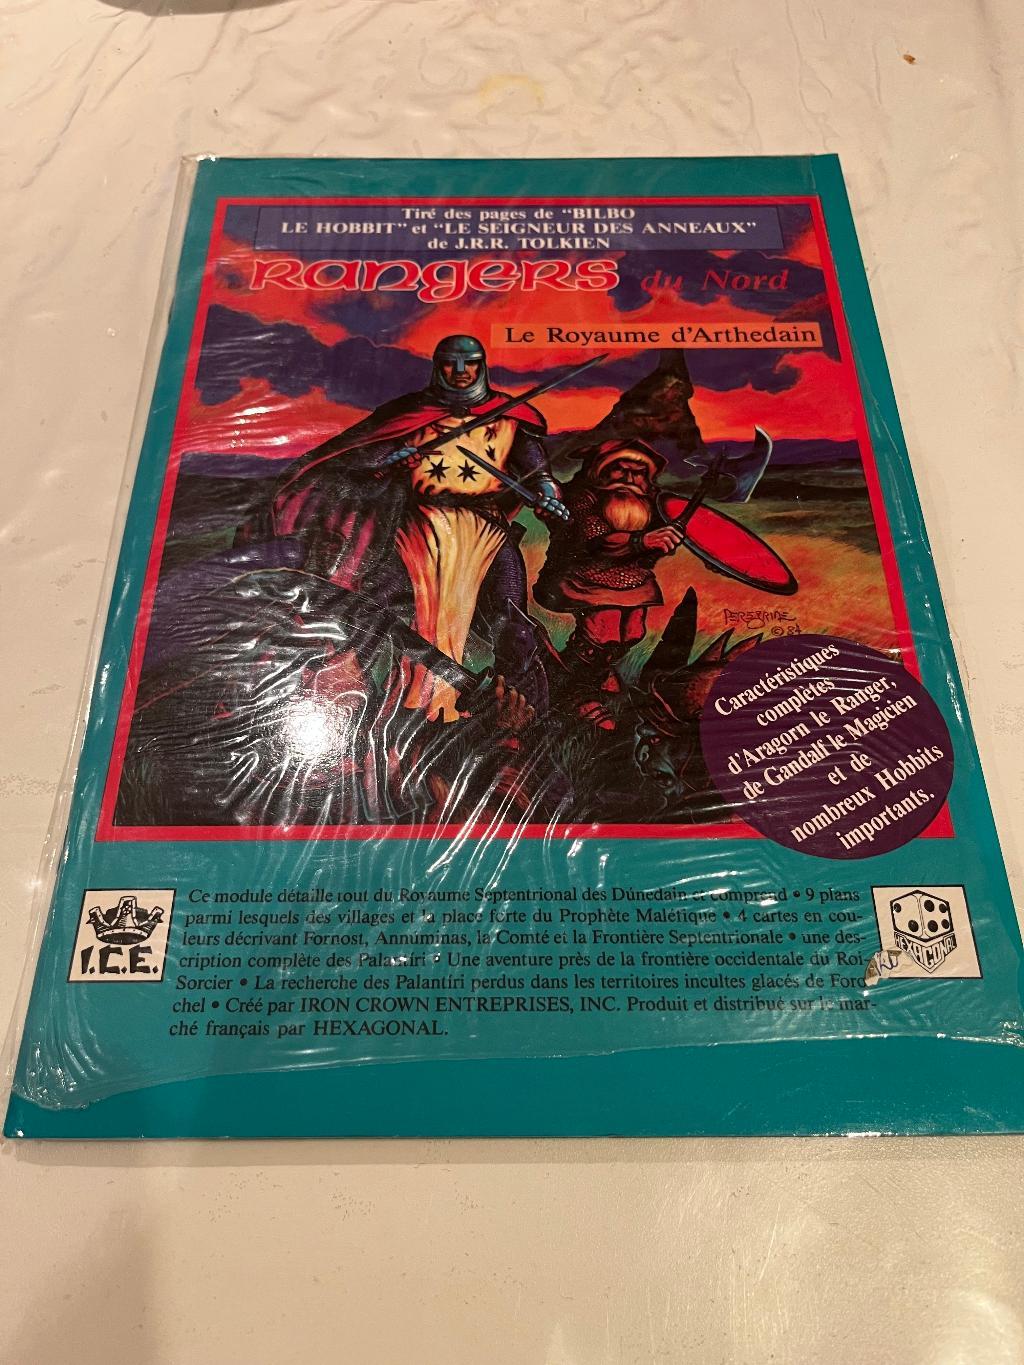 Tiré des pages de "BILBO
LE HOBBIT" et "LE SEIGNEUR DES ANNEAUX"
de J.R.R. TOLKIEN
Rangers du Nord
Le Royaume d'Arthedain
PEREGRINE
© 84
Caractéristiques
complètes
d'Aragorn le Ranger,
de Gandalf le Magicien
et de
nombreux Hobbits
importants.
Ce module détaille tout du Royaume Septentrional des Dúnedain et comprend • 9 plans
parmi lesquels des villages et la place forte du Prophète Maléfique • 4 cartes en cou-
leurs décrivant Fornost, Annúminas, la Comté et la Frontière Septentrionale • une des-
cription complète des Palantíri • Une aventure près de la frontière occidentale du Roi-
Sorcier • La recherche des Palantíri perdus dans les territoires incultes glacés de Foro
chel • Créé par IRON CROWN ENTREPRISES, INC. Produit et distribué sur le mar-
ché français par HEXAGONAL.
I.C.E.
HEXAGONAL